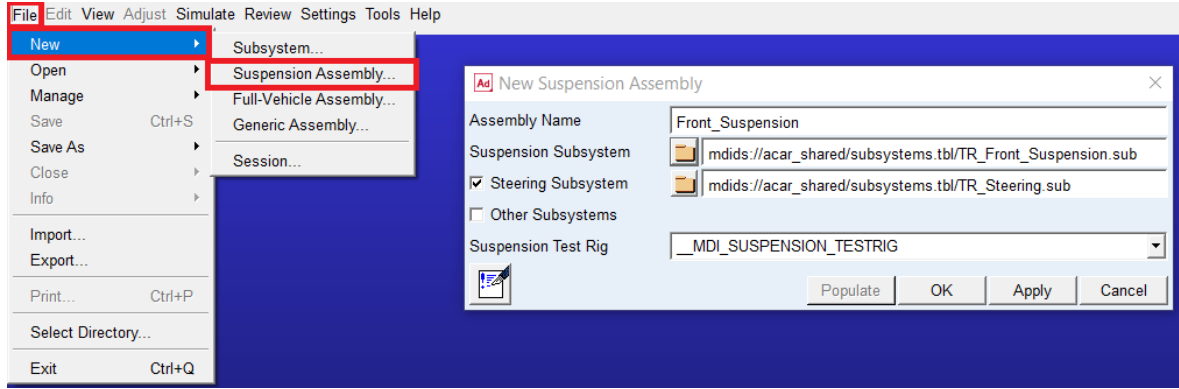 File Edit View Adjust Simulate Review Settings Tools Help
New
Open
Manage
Save Ctrl+S
Save As
Close
Info
Import...
Export...
Print... Ctrl+P
Select Directory...
Exit Ctrl+Q
Subsystem...
Suspension Assembly...
Full-Vehicle Assembly...
Generic Assembly...
Session...
Ad New Suspension Assembly
Assembly Name Front_Suspension
Suspension Subsystem mdids://acar_shared/subsystems.tbl/TR_Front_Suspension.sub
Steering Subsystem mdids://acar_shared/subsystems.tbl/TR_Steering.sub
Other Subsystems
Suspension Test Rig __MDI_SUSPENSION_TESTRIG
Populate OK Apply Cancel